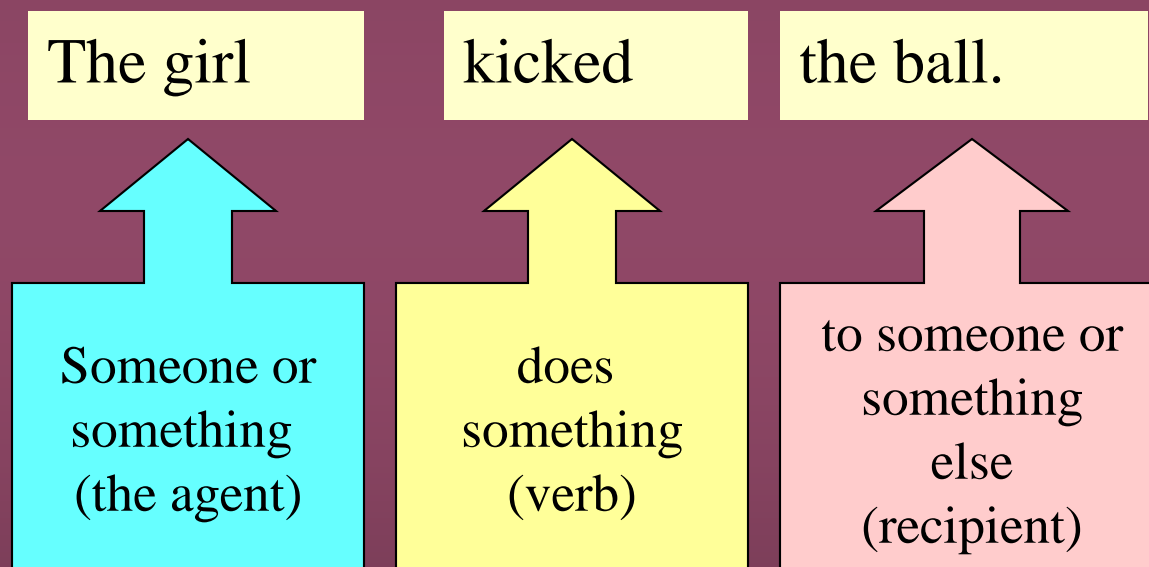 The girl
kicked
the ball.
Someone or
something
(the agent)
does
something
(verb)
to someone or
something
else
(recipient)